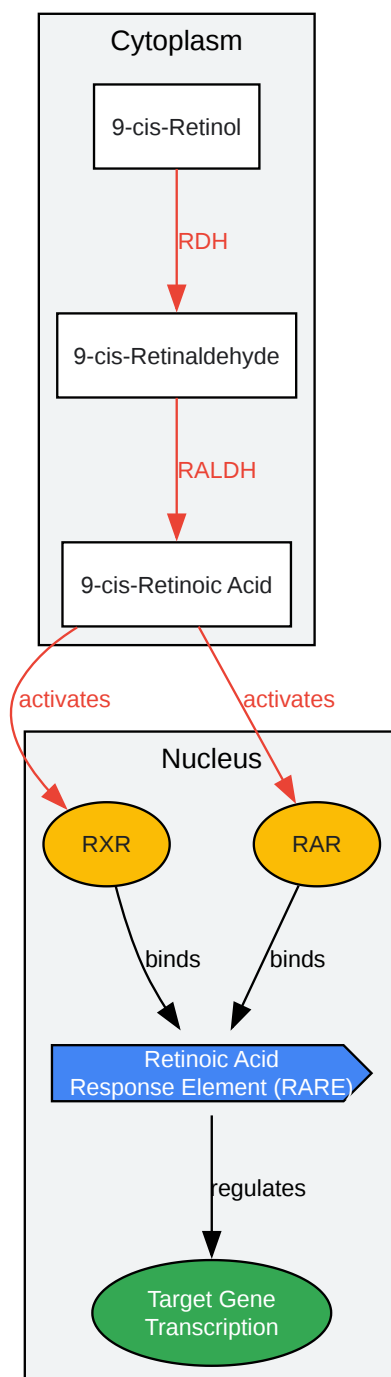 Cytoplasm
9-cis-Retinol
RDH
9-cis-Retinaldehyde
RALDH
9-cis-Retinoic Acid
activates
activates
Nucleus
RXR
RAR
binds
binds
Retinoic Acid
Response Element (RARE)
regulates
Target Gene
Transcription